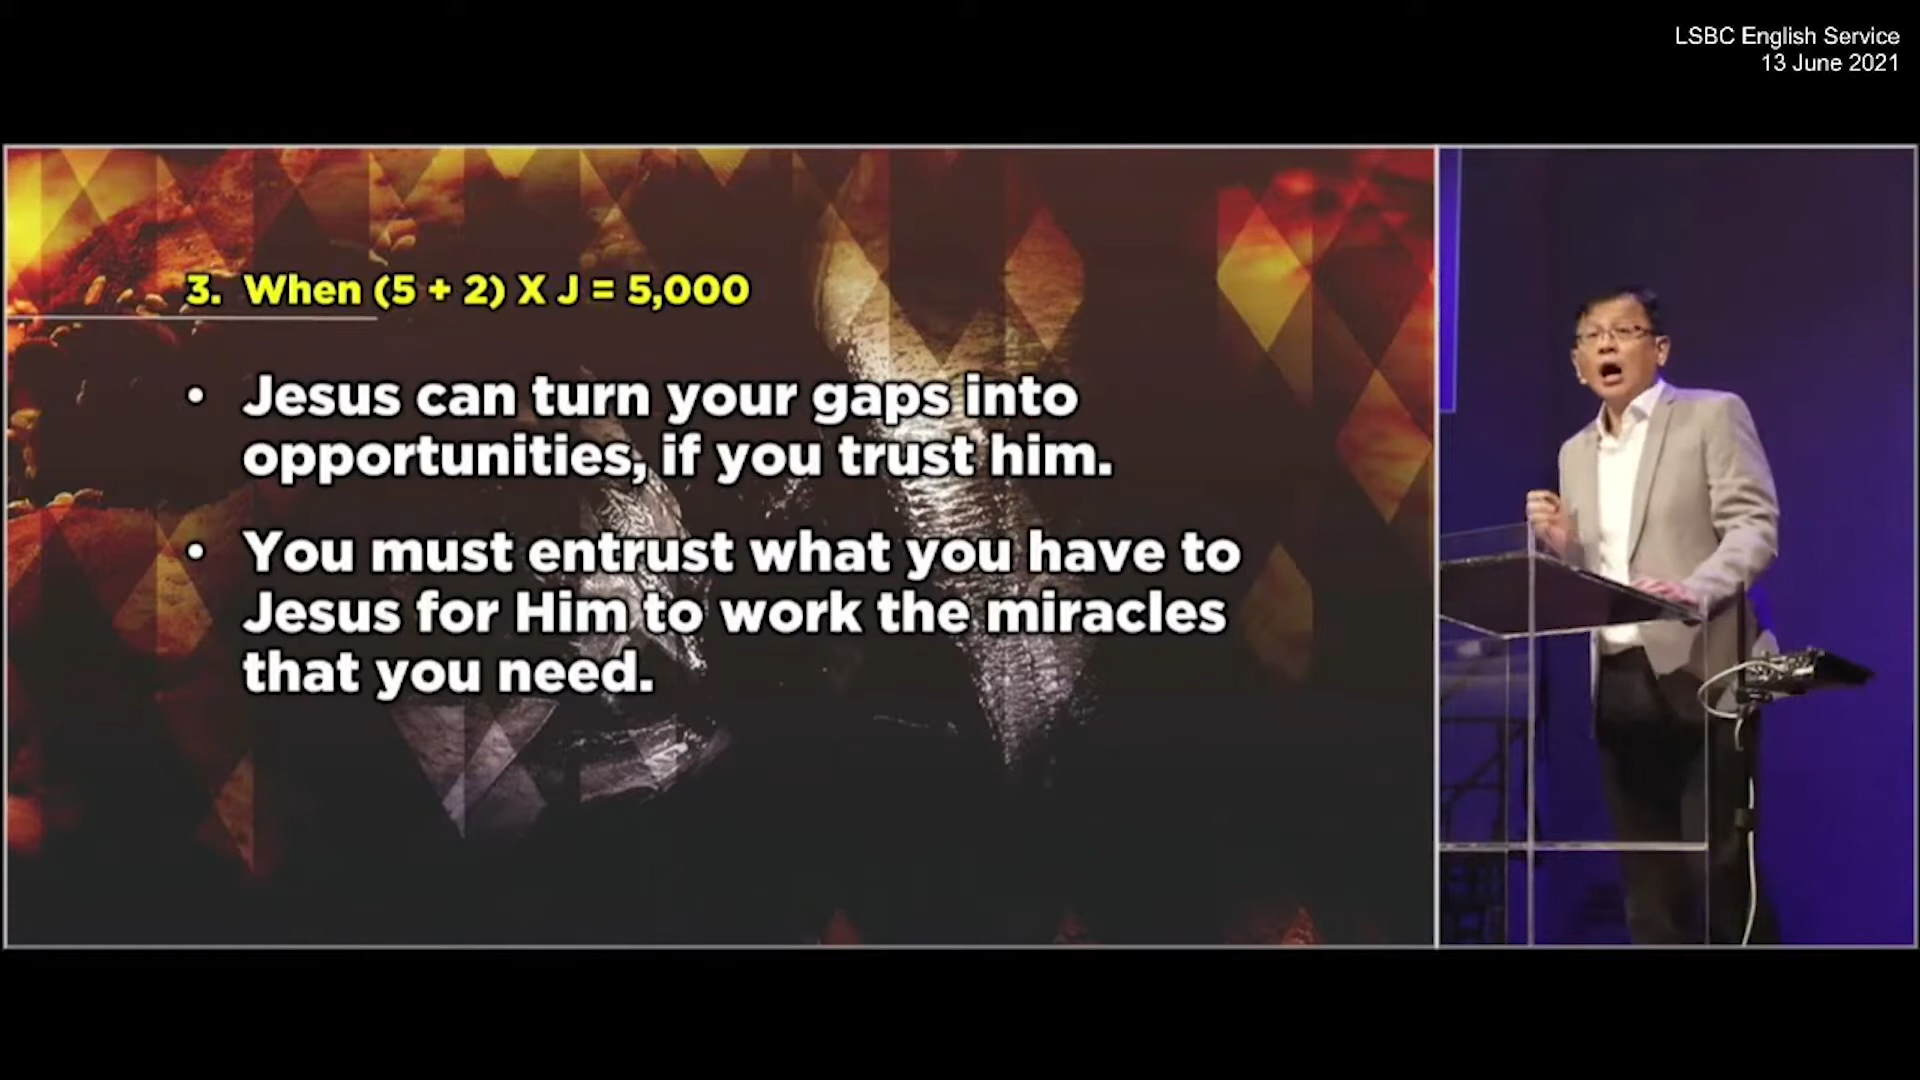 LSBC English Service
13 June 2021
3. When (5 + 2) X J = 5,000
• Jesus can turn your gaps into
opportunities, if you trust him.
• You must entrust what you have to
Jesus for Him to work the miracles
that you need.